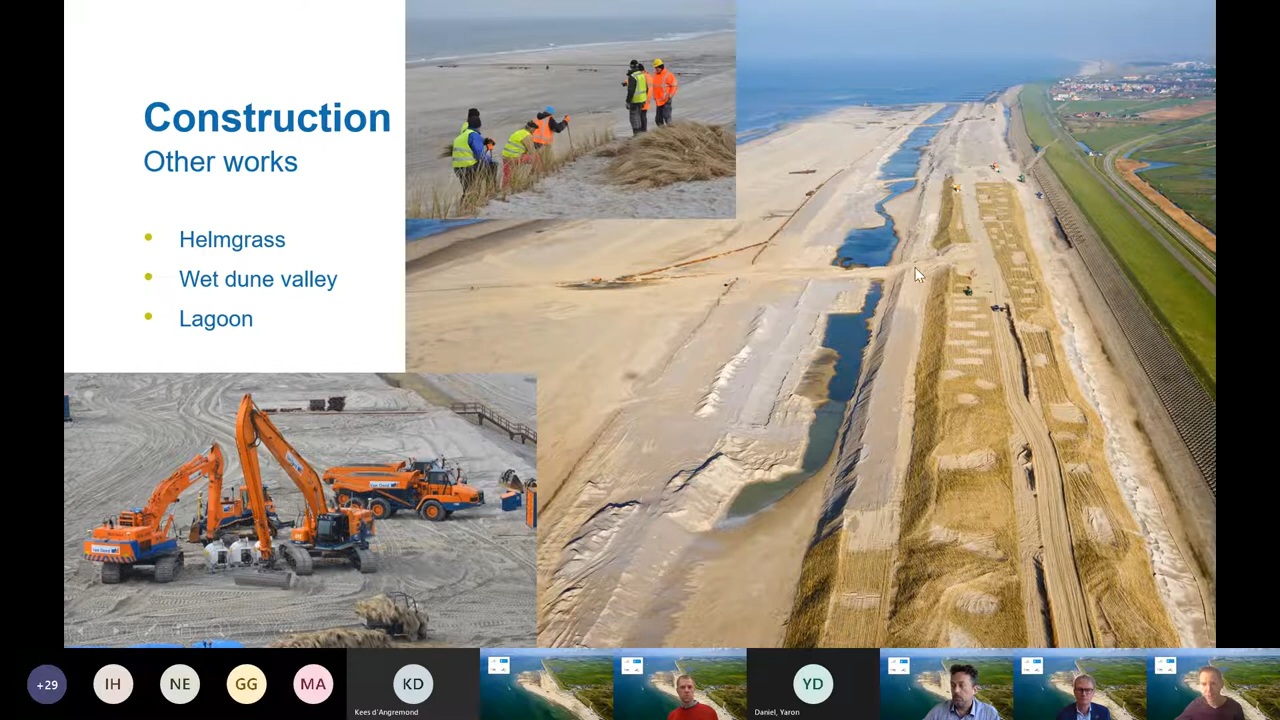 Construction
Other works
Helmgrass
Wet dune valley
Lagoon
+29
IH
NE
GG
MA
KD
Kees d'Angremond
YD
Daniel, Yaron